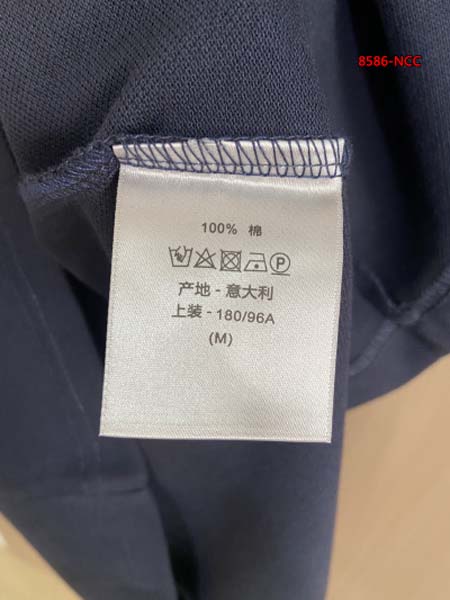 8586-NCC
100% 棉
P
产地 - 意大利
上装 - 180/96A
(M)